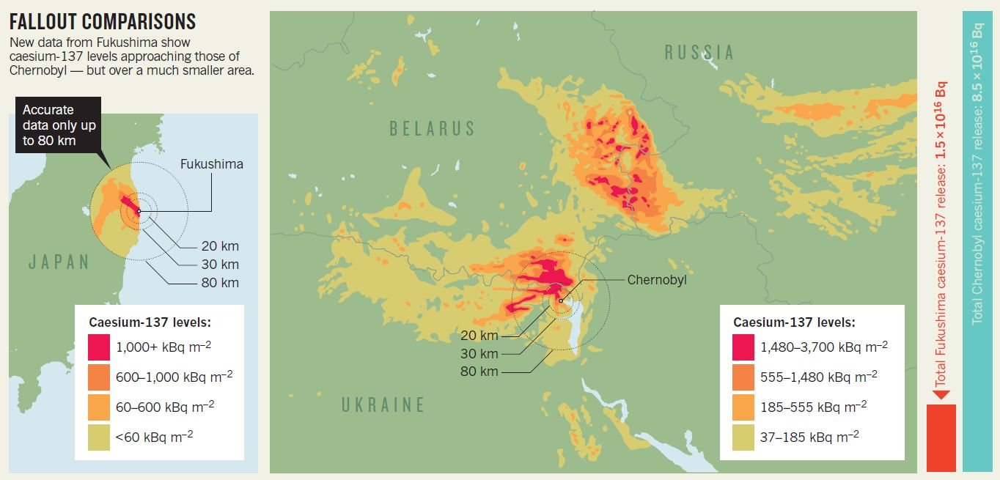 FALLOUT COMPARISONS
New data from Fukushima show
caesium-137 levels approaching those of
Chernobyl — but over a much smaller area.
Accurate
data only up
to 80 km
Fukushima
JAPAN
20 km
30 km
80 km
Caesium-137 levels:
1,000+ kBq m–2
600–1,000 kBq m–2
60–600 kBq m–2
<60 kBq m–2
RUSSIA
BELARUS
Chernobyl
20 km
30 km
80 km
UKRAINE
Caesium-137 levels:
1,480–3,700 kBq m–2
555–1,480 kBq m–2
185–555 kBq m–2
37–185 kBq m–2
Total Fukushima caesium-137 release: 1.5 × 10¹⁶ Bq
Total Chernobyl caesium-137 release: 8.5 × 10¹⁶ Bq